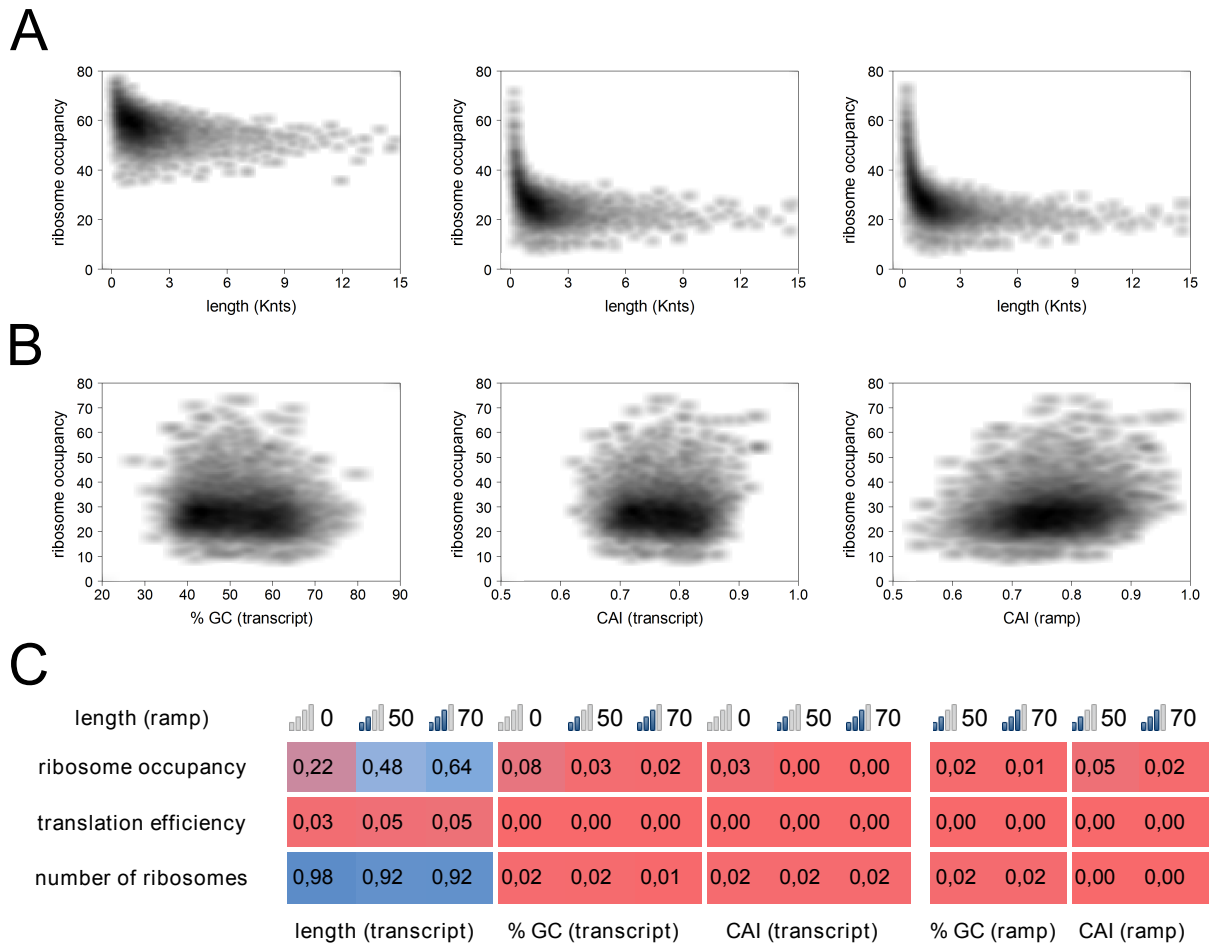 A
80
60
40
20
0
ribosome occupancy
0 3 6 9 12 15
length (Knts)
80
60
40
20
0
ribosome occupancy
0 3 6 9 12 15
length (Knts)
80
60
40
20
0
ribosome occupancy
0 3 6 9 12 15
length (Knts)
B
80
70
60
50
40
30
20
10
0
ribosome occupancy
20 30 40 50 60 70 80 90
% GC (transcript)
80
70
60
50
40
30
20
10
0
ribosome occupancy
0.5 0.6 0.7 0.8 0.9 1.0
CAI (transcript)
80
70
60
50
40
30
20
10
0
ribosome occupancy
0.5 0.6 0.7 0.8 0.9 1.0
CAI (ramp)
C
length (ramp) 0 50 70 0 50 70 0 50 70 50 70 50 70
ribosome occupancy 0,22 0,48 0,64 0,08 0,03 0,02 0,03 0,00 0,00 0,02 0,01 0,05 0,02
translation efficiency 0,03 0,05 0,05 0,00 0,00 0,00 0,00 0,00 0,00 0,00 0,00 0,00 0,00
number of ribosomes 0,98 0,92 0,92 0,02 0,02 0,01 0,02 0,02 0,02 0,02 0,02 0,00 0,00
length (transcript) % GC (transcript) CAI (transcript) % GC (ramp) CAI (ramp)